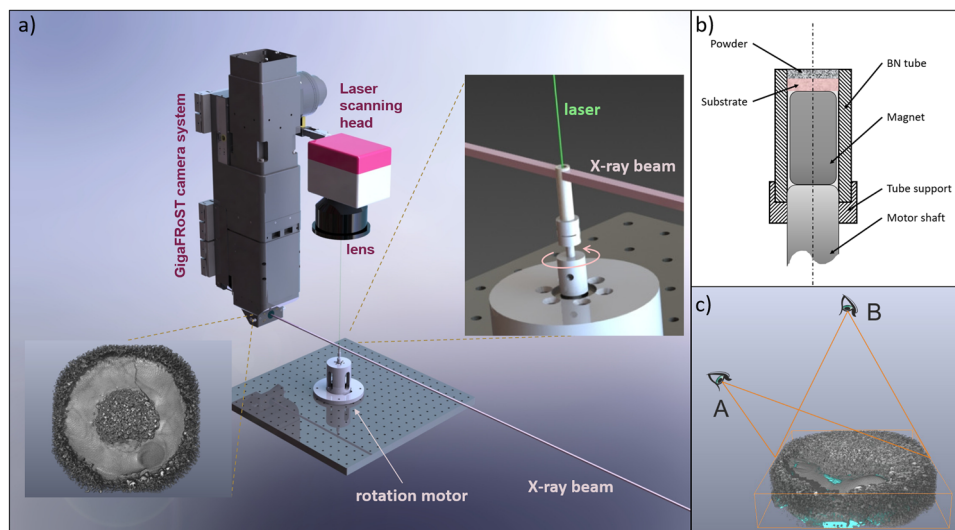 a)
GigaFRoST camera system
Laser
scanning
head
lens
laser
X-ray beam
rotation motor
X-ray beam
b)
Powder
Substrate
BN tube
Magnet
Tube support
Motor shaft
c)
B
A